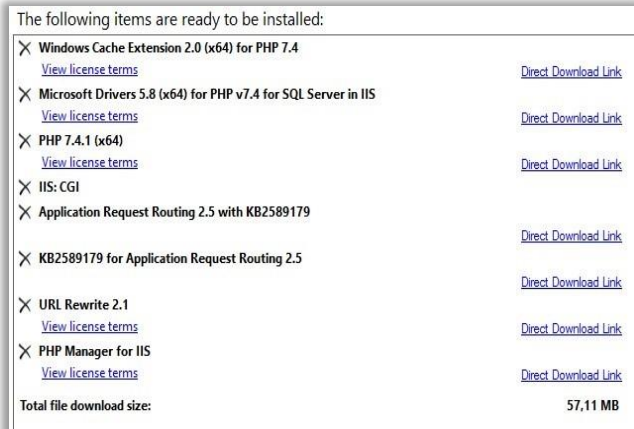 The following items are ready to be installed:
Windows Cache Extension 2.0 (x64) for PHP 7.4
View license terms Direct Download Link
Microsoft Drivers 5.8 (x64) for PHP v7.4 for SQL Server in IIS
View license terms Direct Download Link
PHP 7.4.1 (x64)
View license terms Direct Download Link
IIS: CGI
Application Request Routing 2.5 with KB2589179
Direct Download Link
KB2589179 for Application Request Routing 2.5
Direct Download Link
URL Rewrite 2.1
View license terms Direct Download Link
PHP Manager for IIS
View license terms Direct Download Link
Total file download size: 57,11 MB